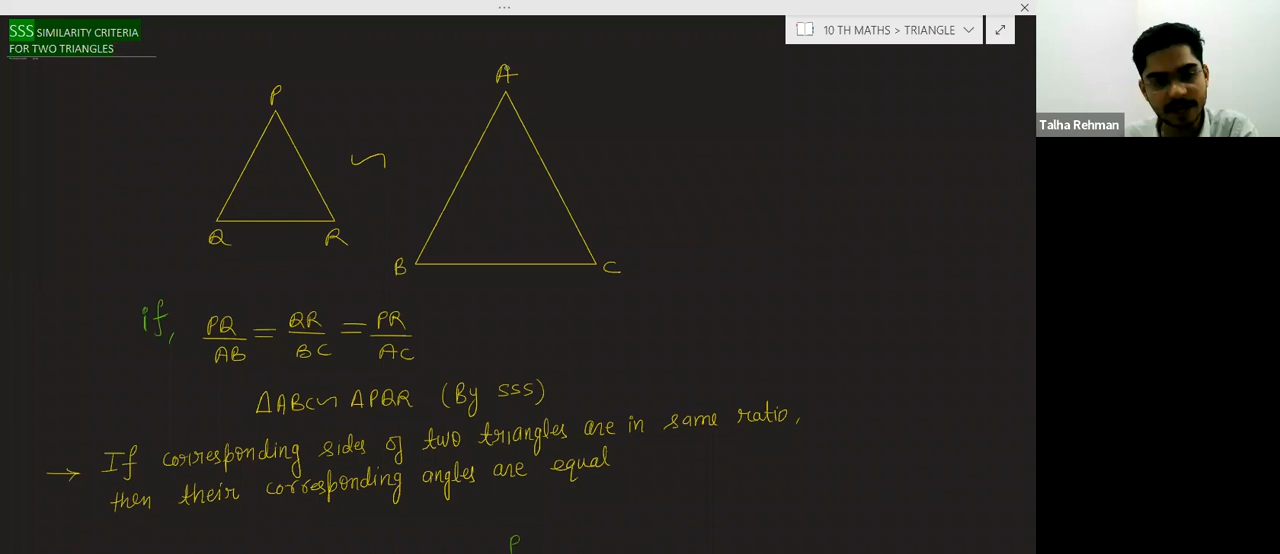 SSS SIMILARITY CRITERIA
FOR TWO TRIANGLES
10 TH MATHS > TRIANGLE
Talha Rehman
P
A
Q
R
∽
B
C
if, PQ/AB = QR/BC = PR/AC
ΔABC ∽ ΔPQR (By SSS)
→ If corresponding sides of two triangles are in same ratio,
then their corresponding angles are equal
P